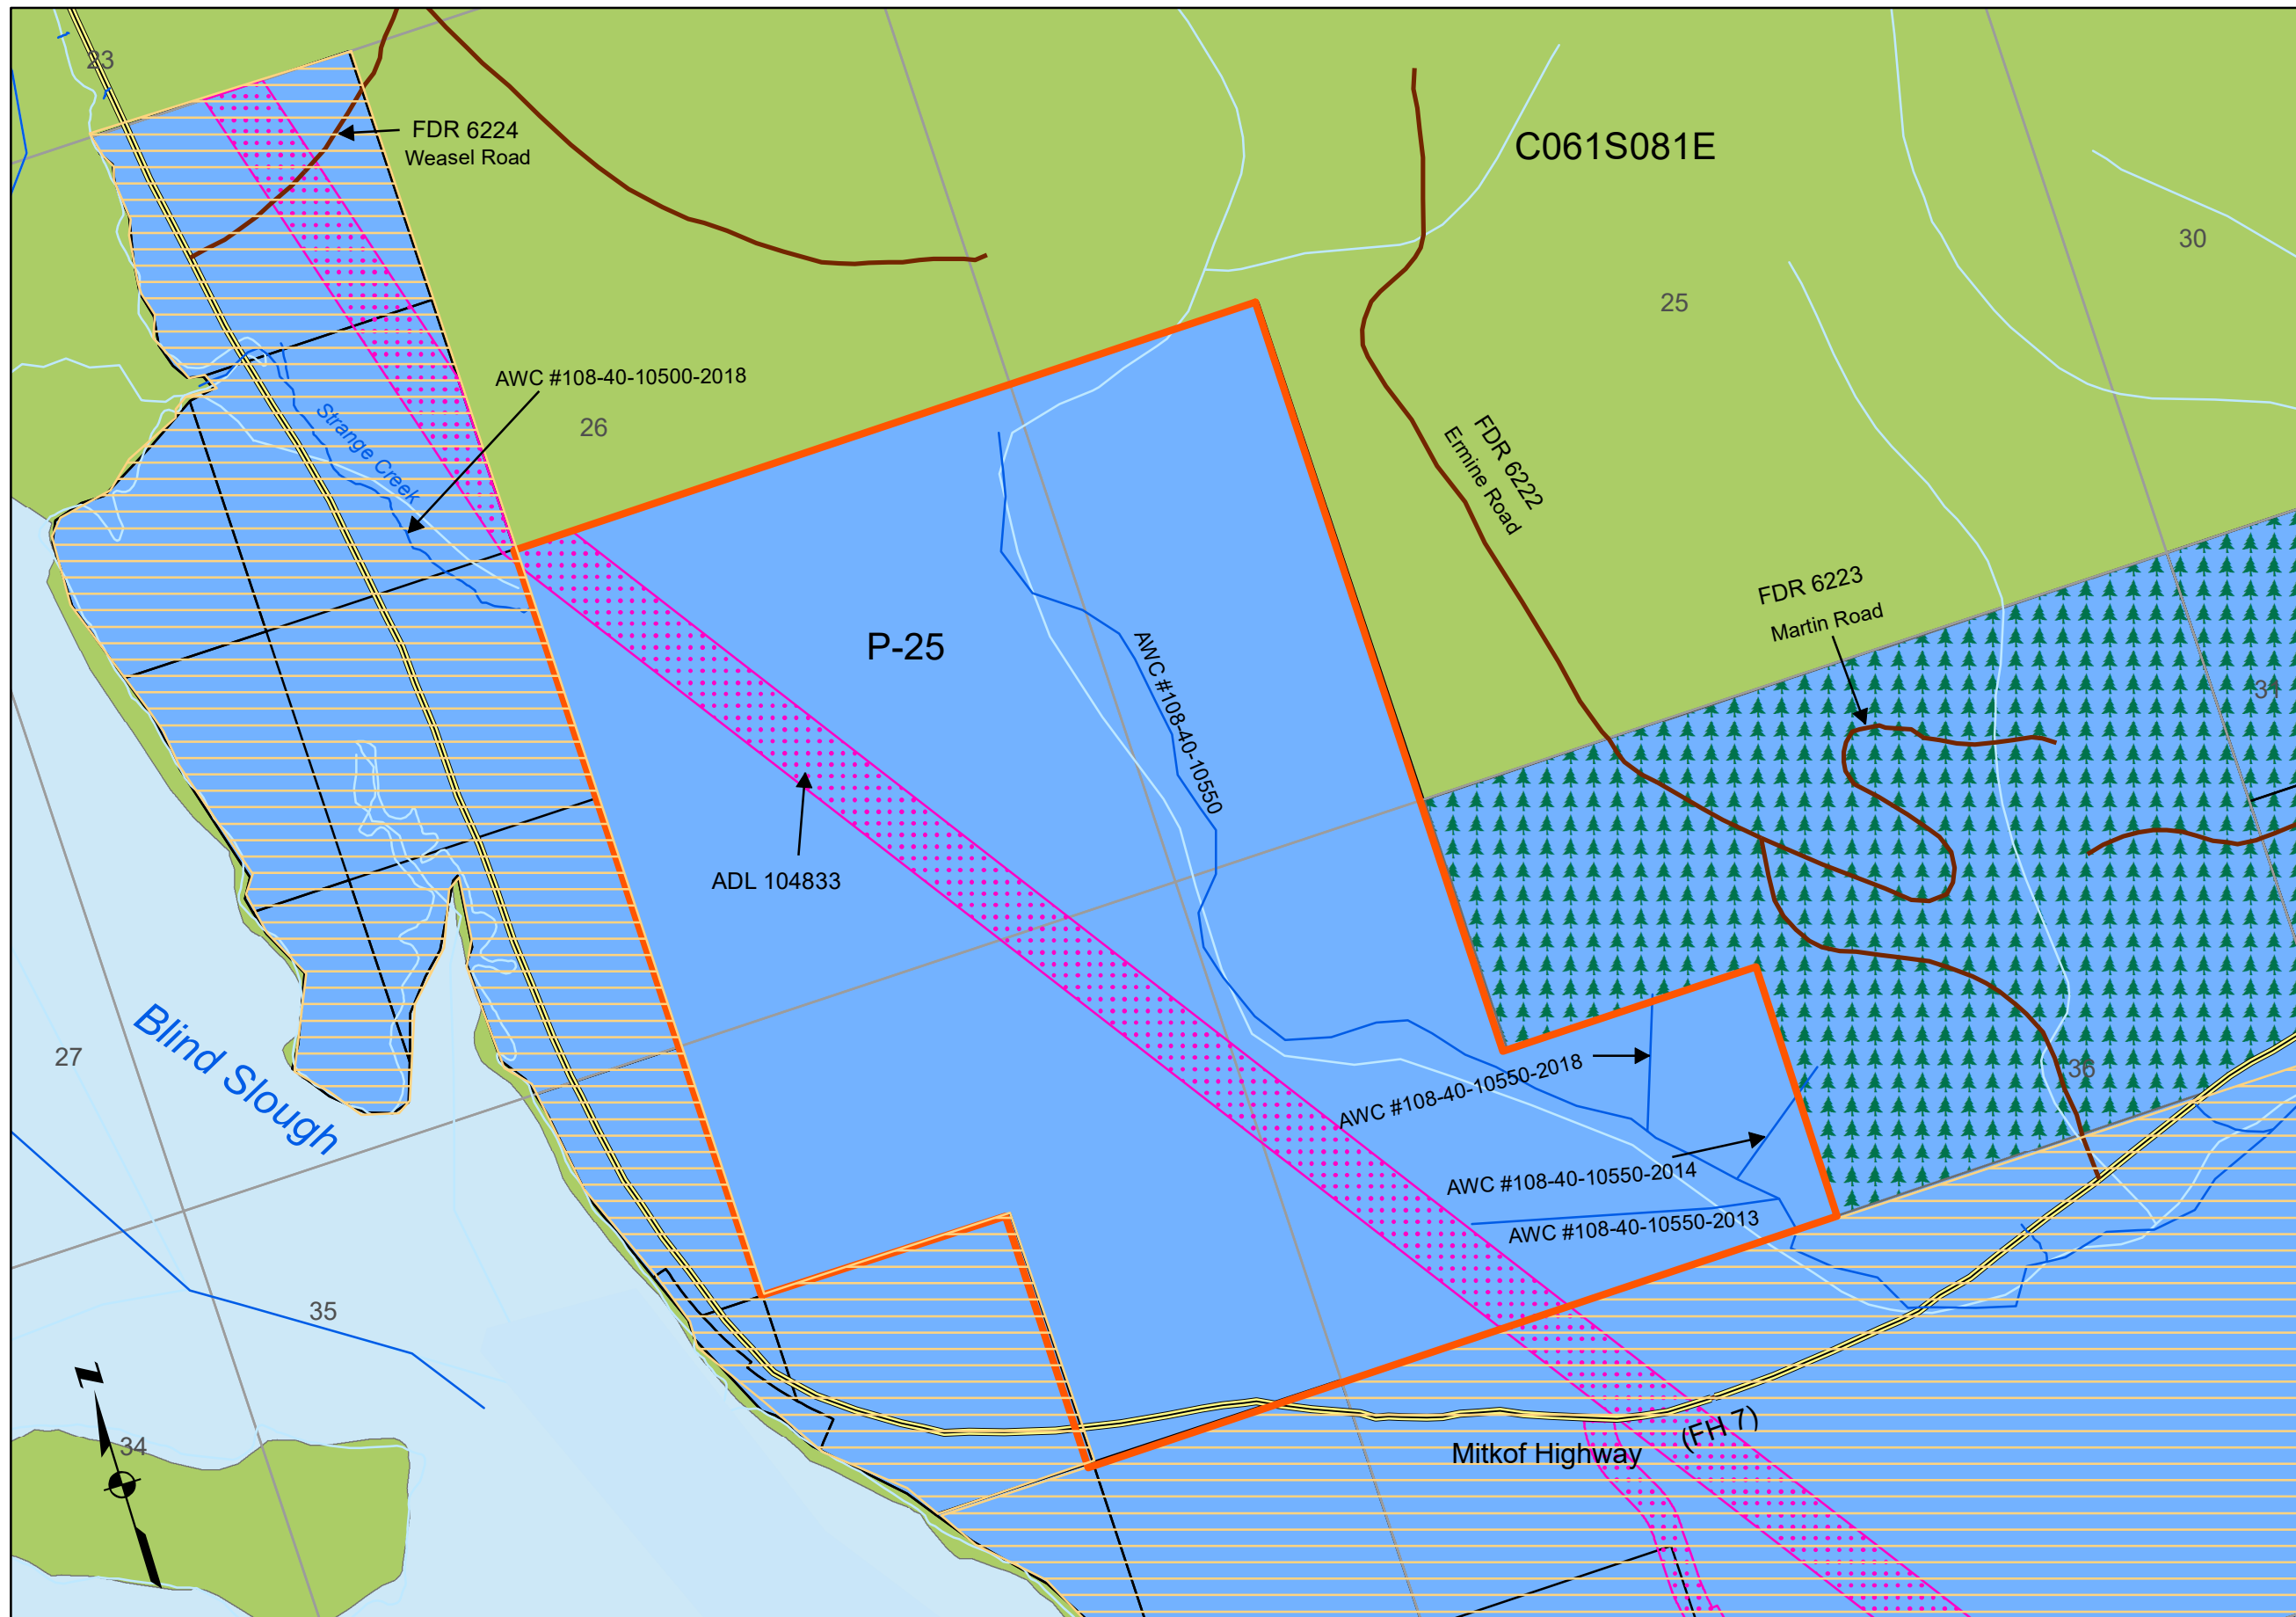 23
FDR 6224
Weasel Road
C061S081E
30
25
AWC #108-40-10500-2018
Strange Creek
26
FDR 6222
Ermine Road
FDR 6223
Martin Road
P-25
AWC #108-40-10550
31
ADL 104833
Blind Slough
27
AWC #108-40-10550-2018
36
AWC #108-40-10550-2014
AWC #108-40-10550-2013
35
Mitkof Highway
(FH 7)
34
N